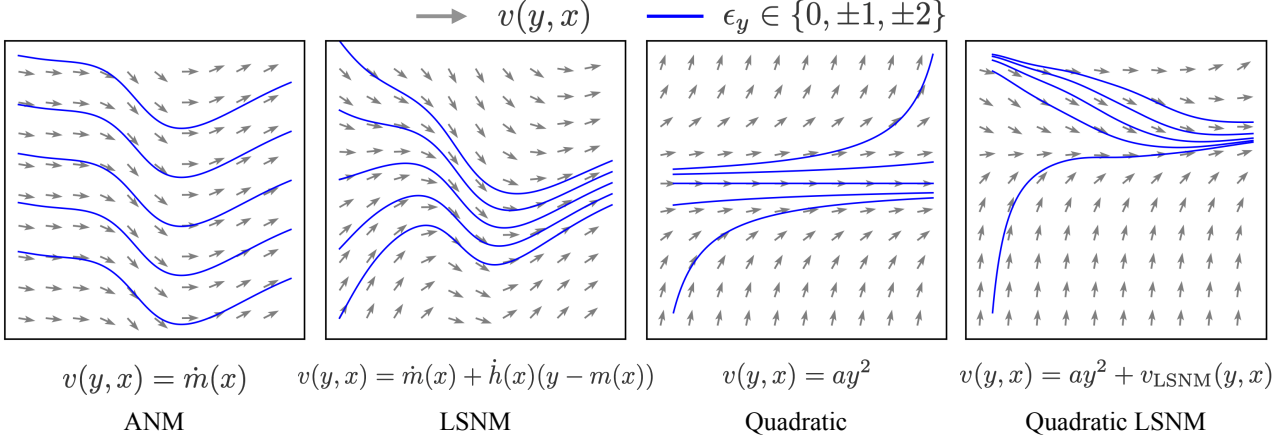 v(y, x) ϵ_y ∈ {0, ±1, ±2}
v(y, x) = ṁ(x) v(y, x) = ṁ(x) + ḣ(x)(y − m(x)) v(y, x) = ay² v(y, x) = ay² + v_LSNM(y, x)
ANM LSNM Quadratic Quadratic LSNM